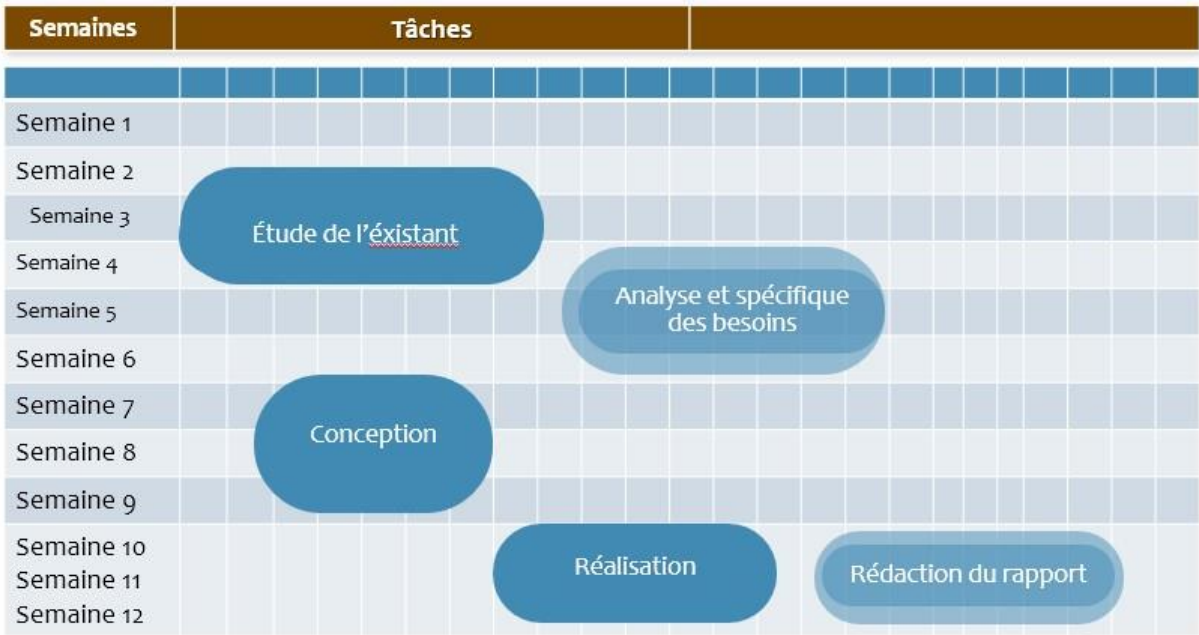 Semaines
Tâches
Semaine 1
Semaine 2
Semaine 3
Étude de l'éxistant
Semaine 4
Analyse et spécifique
des besoins
Semaine 5
Semaine 6
Semaine 7
Conception
Semaine 8
Semaine 9
Semaine 10
Réalisation
Rédaction du rapport
Semaine 11
Semaine 12